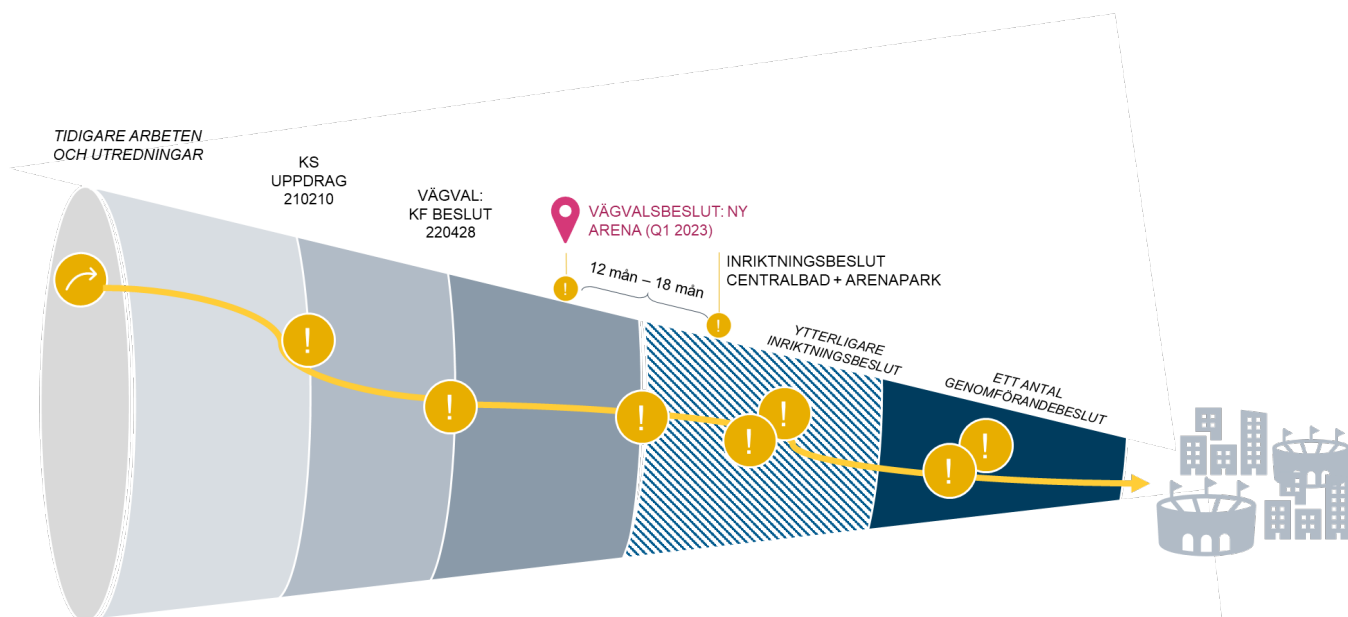 TIDIGARE ARBETEN
OCH UTREDNINGAR
KS
UPPDRAG
210210
VÄGVAL:
KF BESLUT
220428
VÄGVALSBESLUT: NY
ARENA (Q1 2023)
12 mån – 18 mån
INRIKTNINGSBESLUT
CENTRALBAD + ARENAPARK
YTTERLIGARE
INRIKTNINGSBESLUT
ETT ANTAL
GENOMFÖRANDEBESLUT
!
!
!
!
!
!
!
!
!